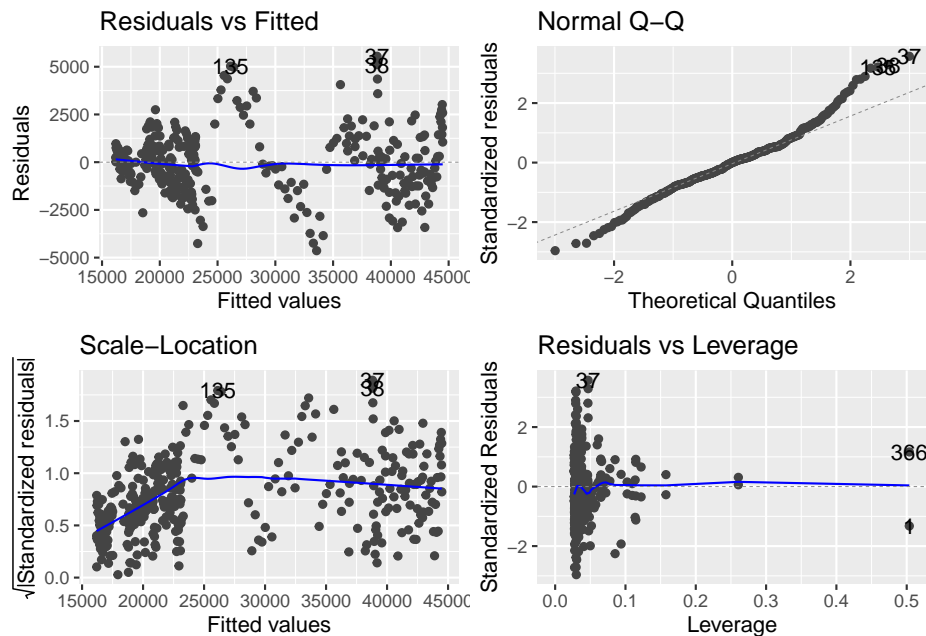 Residuals vs Fitted
Residuals
5000
2500
0
−2500
−5000
135
37
38
15000 20000 25000 30000 35000 40000 4500
Fitted values
Normal Q−Q
Standardized residuals
2
0
−2
135
38
37
−2 0 2
Theoretical Quantiles
Scale−Location
√|Standardized residuals|
1.5
1.0
0.5
0.0
135
37
38
15000 20000 25000 30000 35000 40000 45000
Fitted values
Residuals vs Leverage
Standardized Residuals
2
0
−2
37
366
1
0.0 0.1 0.2 0.3 0.4 0.5
Leverage